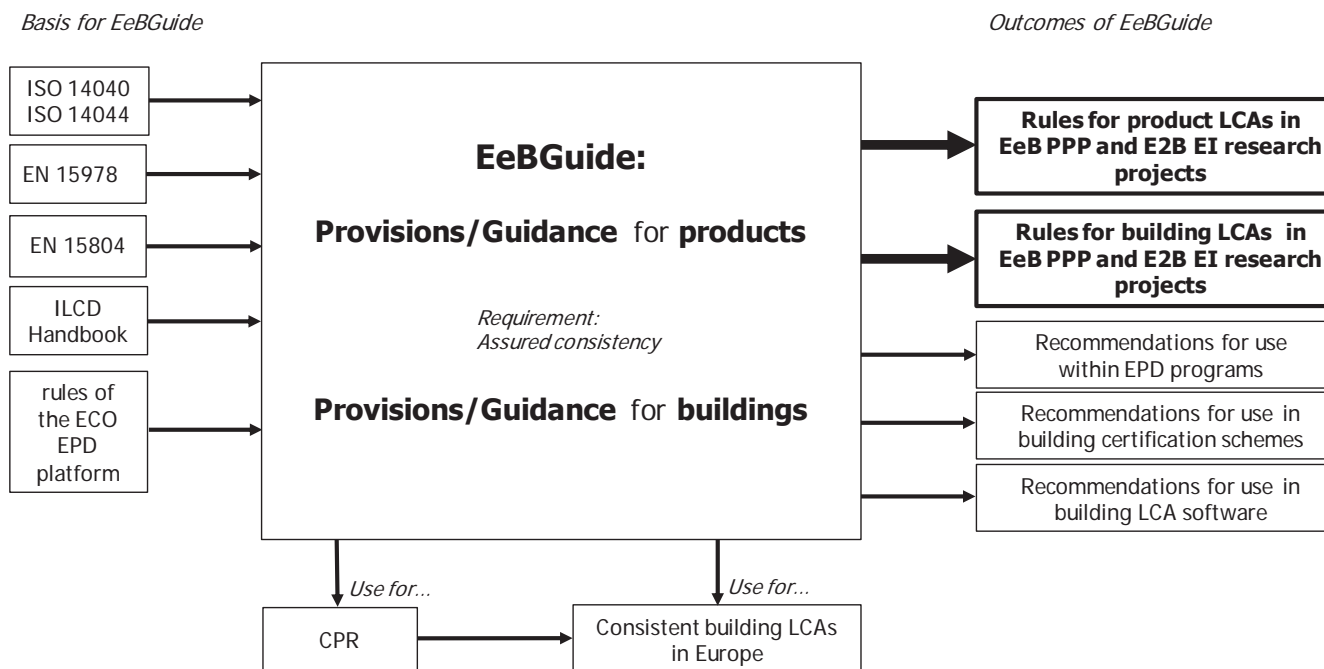 Basis for EeBGuide
Outcomes of EeBGuide
ISO 14040
ISO 14044
EN 15978
EN 15804
ILCD
Handbook
rules of
the ECO
EPD
platform
EeBGuide:
Provisions/Guidance for products
Requirement:
Assured consistency
Provisions/Guidance for buildings
Rules for product LCAs in
EeB PPP and E2B EI research
projects
Rules for building LCAs in
EeB PPP and E2B EI research
projects
Recommendations for use
within EPD programs
Recommendations for use in
building certification schemes
Recommendations for use in
building LCA software
Use for...
Use for...
CPR
Consistent building LCAs
in Europe